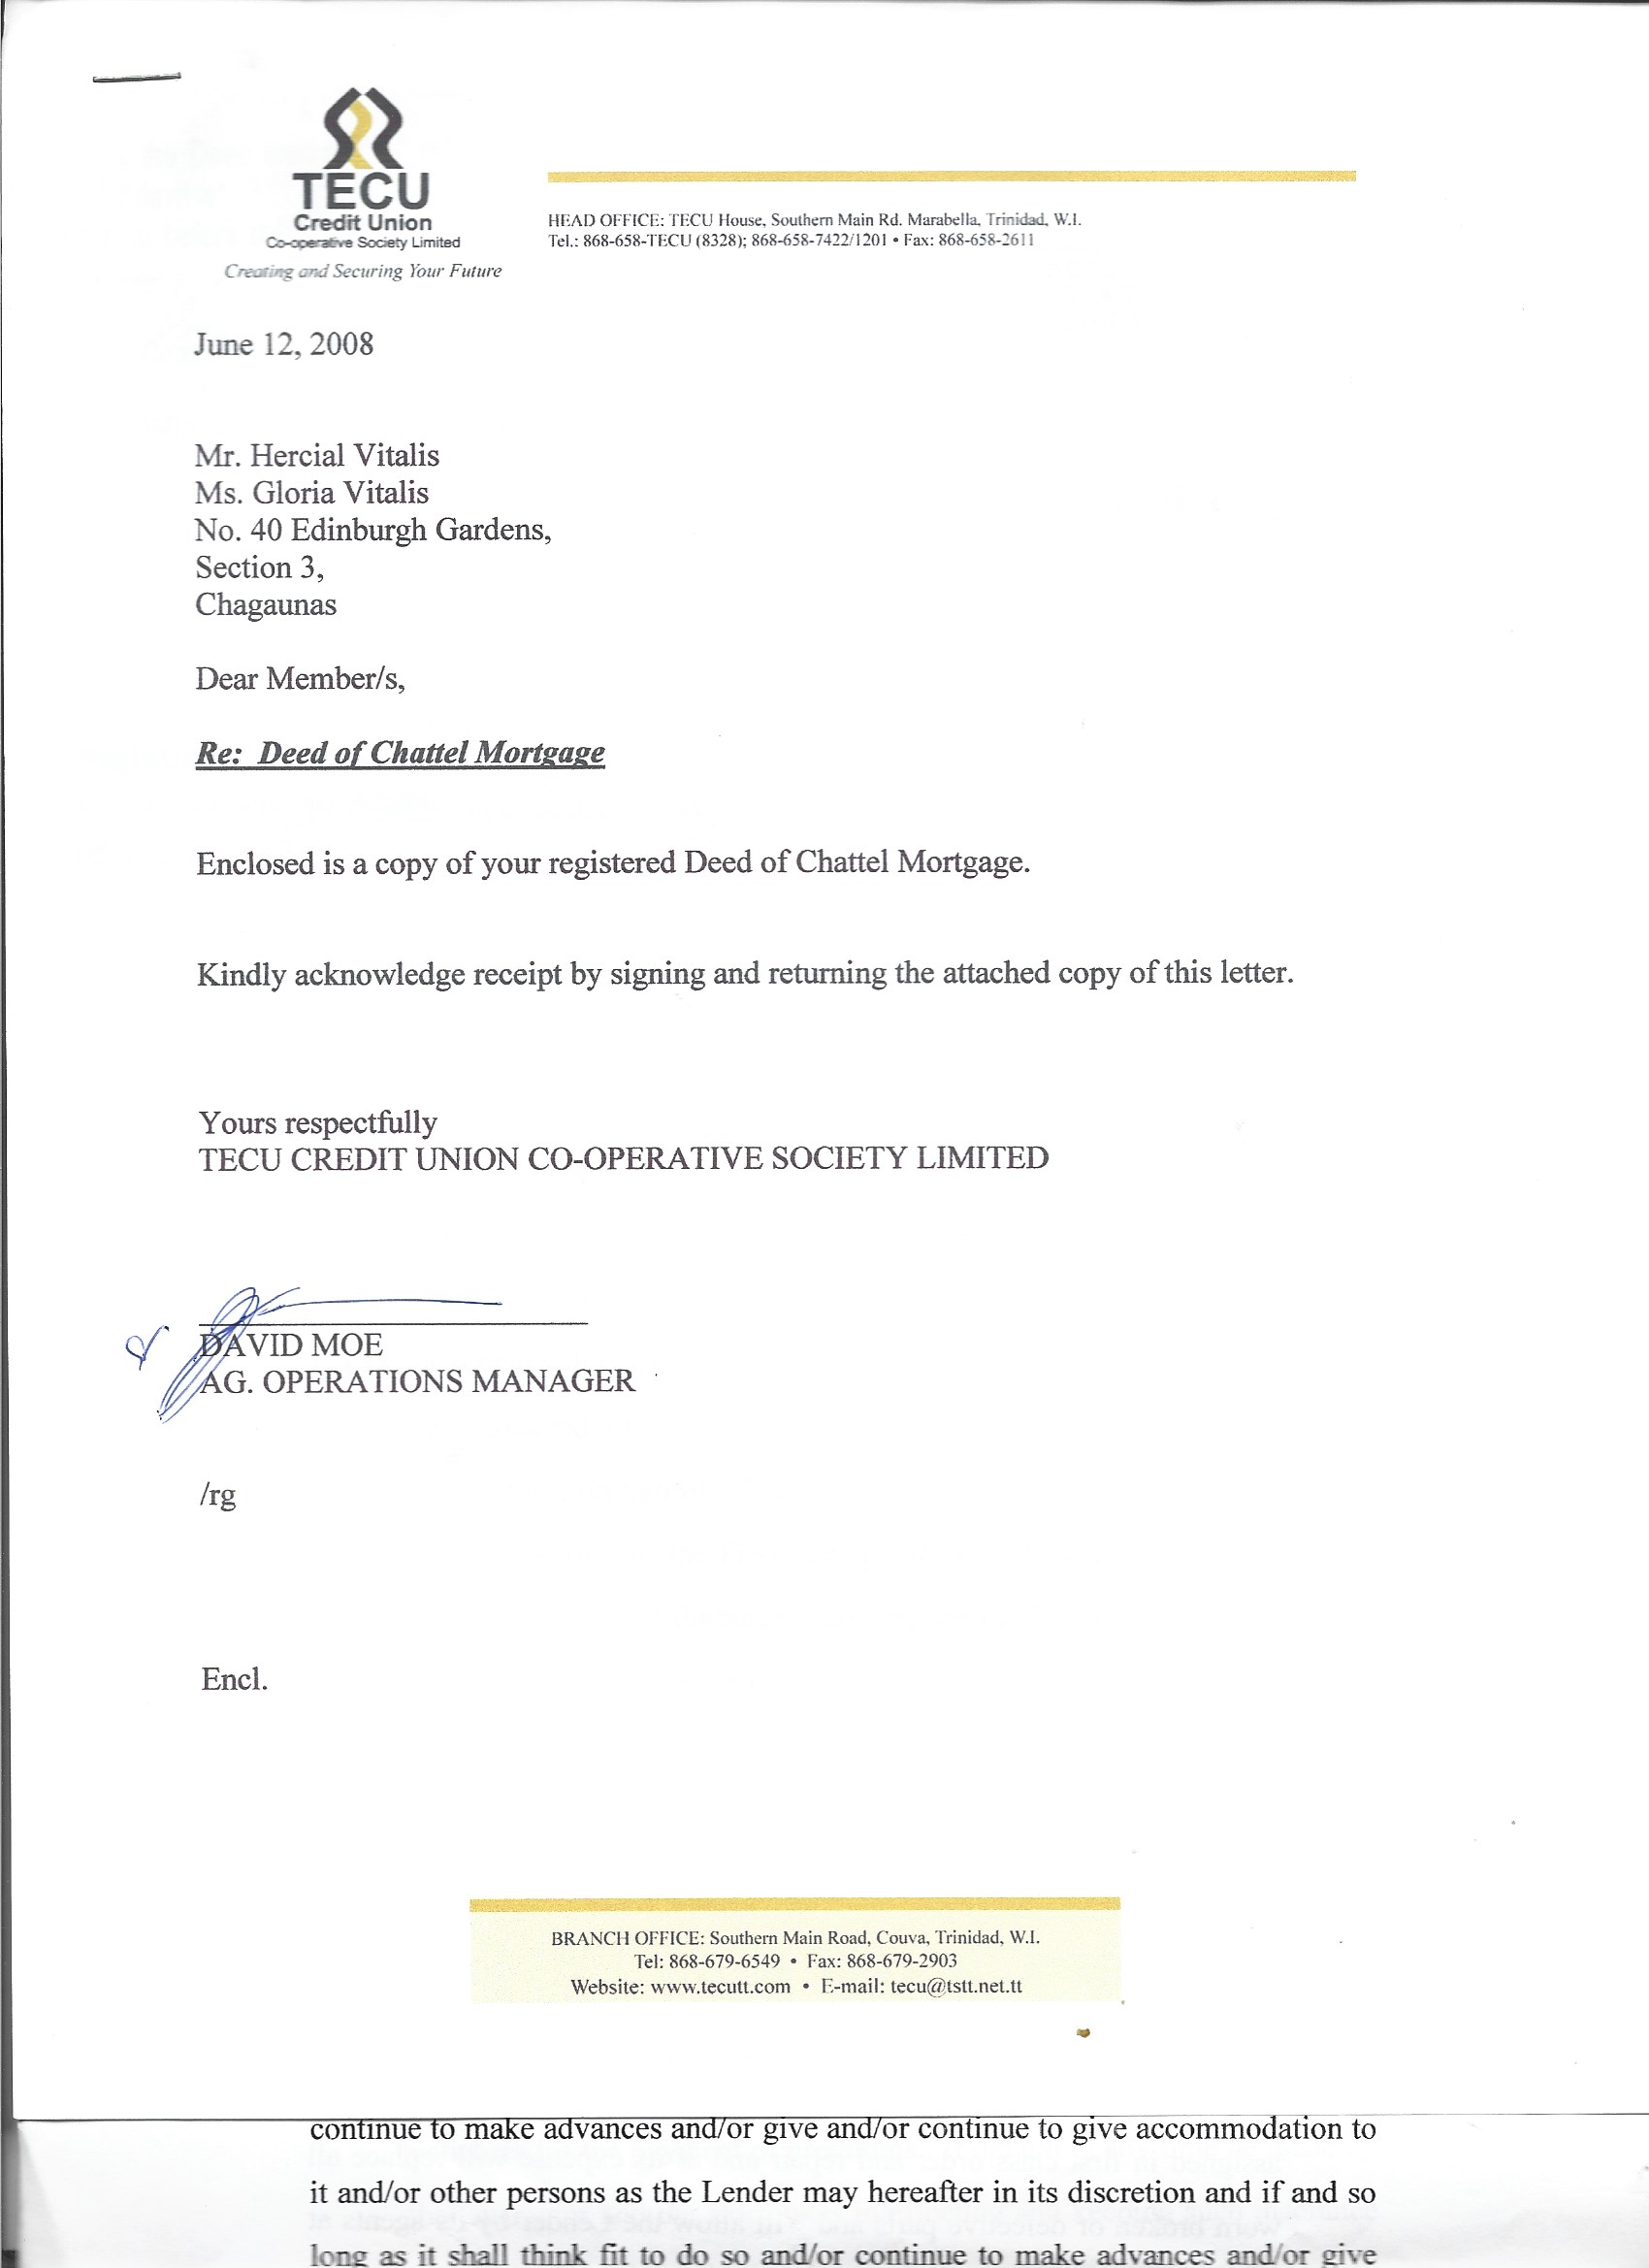 TECU
Credit Union
Co-operative Society Limited
Creating and Securing Your Future
HEAD OFFICE: TECU House, Southern Main Rd. Marabella, Trinidad, W.I.
Tel.: 868-658-TECU (8328); 868-658-7422/1201 • Fax: 868-658-2611
June 12, 2008
Mr. Hercial Vitalis
Ms. Gloria Vitalis
No. 40 Edinburgh Gardens,
Section 3,
Chagaunas
Dear Member/s,
Re: Deed of Chattel Mortgage
Enclosed is a copy of your registered Deed of Chattel Mortgage.
Kindly acknowledge receipt by signing and returning the attached copy of this letter.
Yours respectfully
TECU CREDIT UNION CO-OPERATIVE SOCIETY LIMITED
DAVID MOE
AG. OPERATIONS MANAGER
/rg
Encl.
BRANCH OFFICE: Southern Main Road, Couva, Trinidad, W.I.
Tel: 868-679-6549 • Fax: 868-679-2903
Website: www.tecutt.com • E-mail: tecu@tstt.net.tt
continue to make advances and/or give and/or continue to give accommodation to
it and/or other persons as the Lender may hereafter in its discretion and if and so
long as it shall think fit to do so and/or continue to make advances and/or give